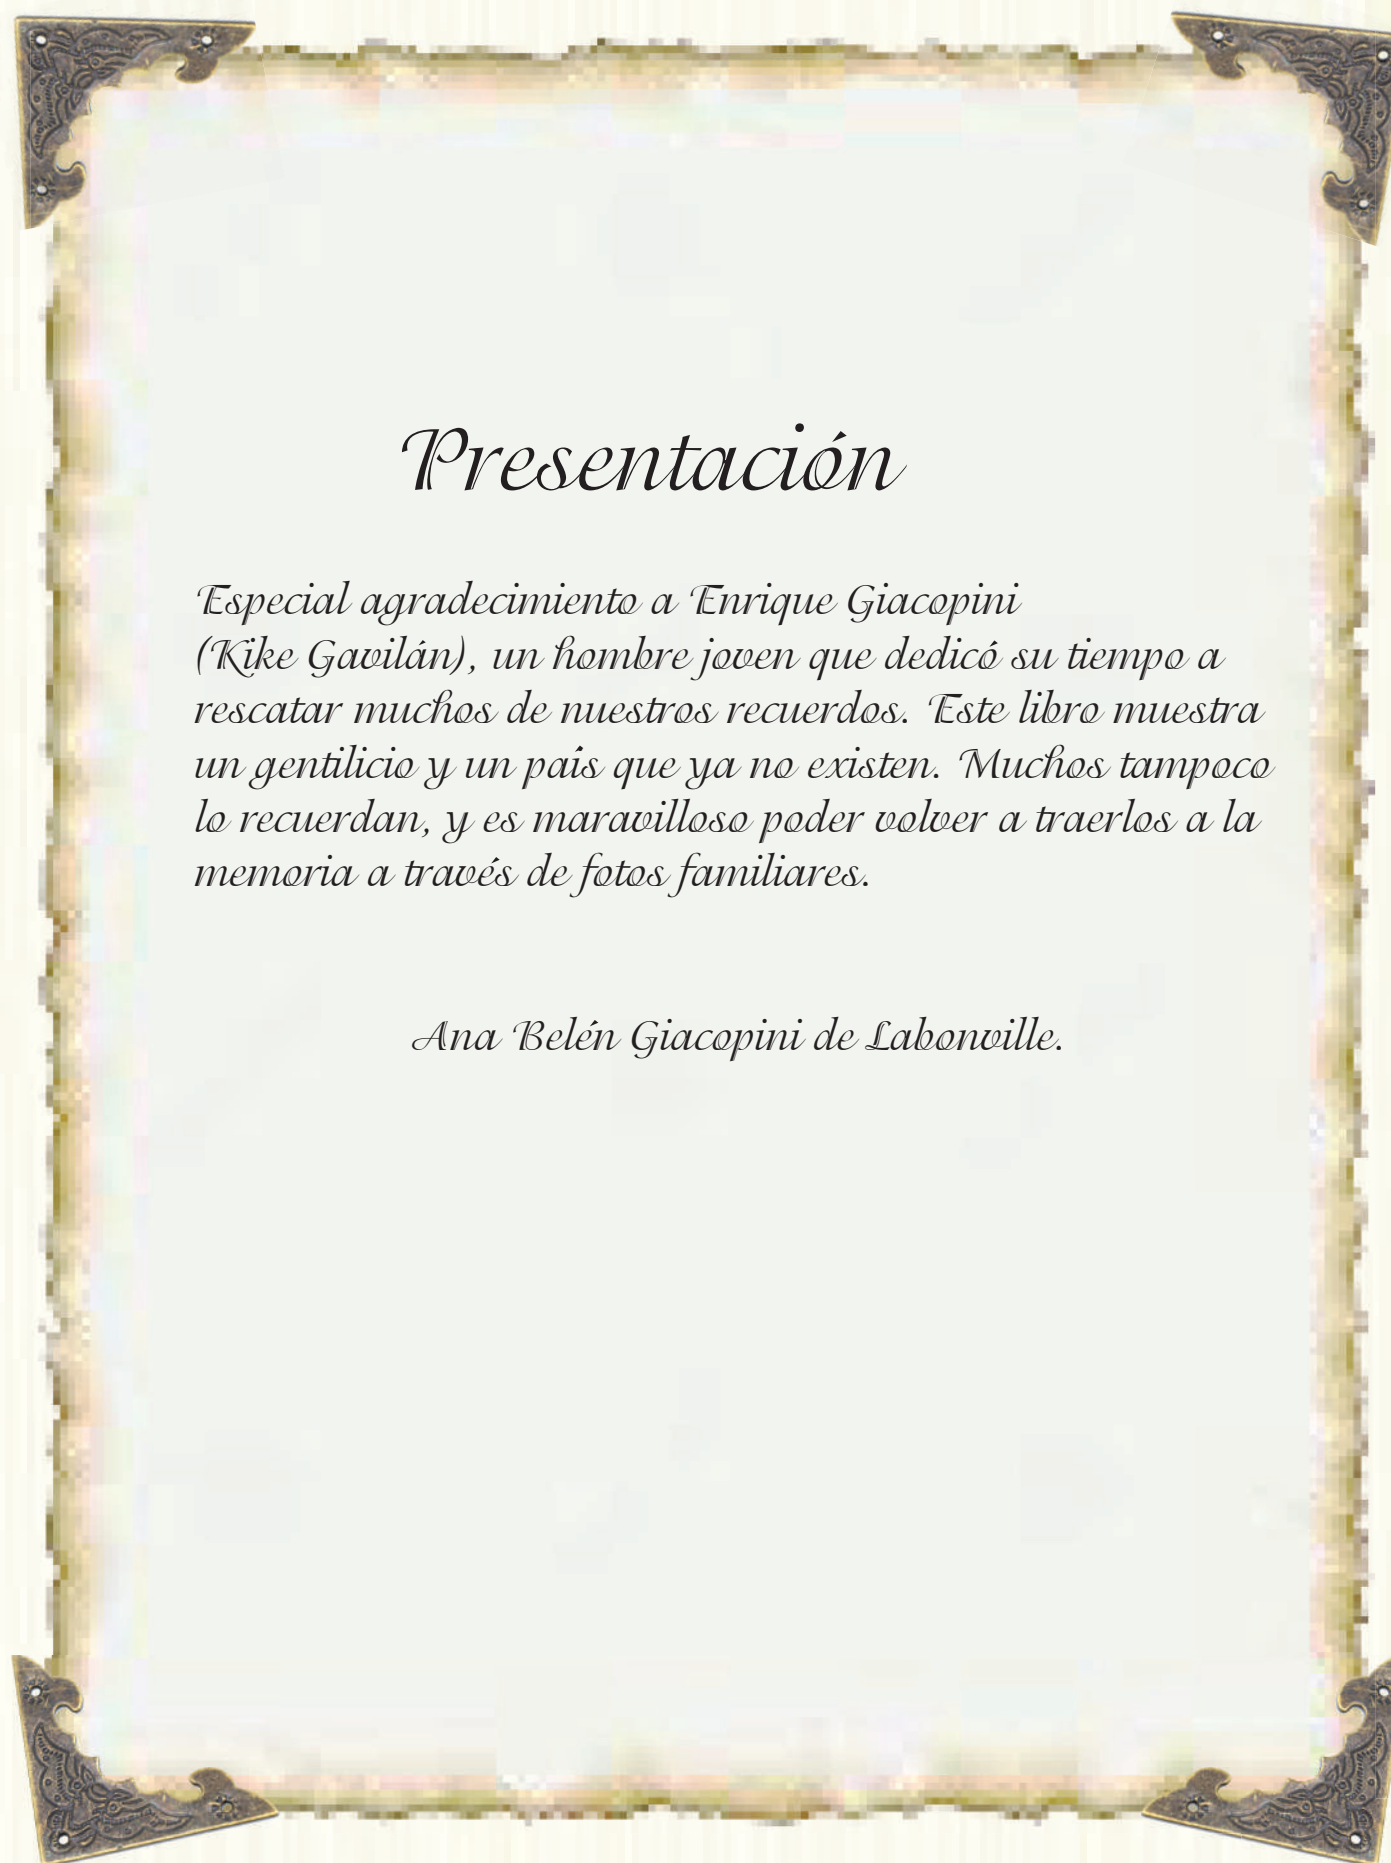 Presentación
Especial agradecimiento a Enrique Giacopini
(Kike Gavilán), un hombre joven que dedicó su tiempo a
rescatar muchos de nuestros recuerdos. Este libro muestra
un gentilicio y un país que ya no existen. Muchos tampoco
lo recuerdan, y es maravilloso poder volver a traerlos a la
memoria a través de fotos familiares.
Ana Belén Giacopini de Labonville.